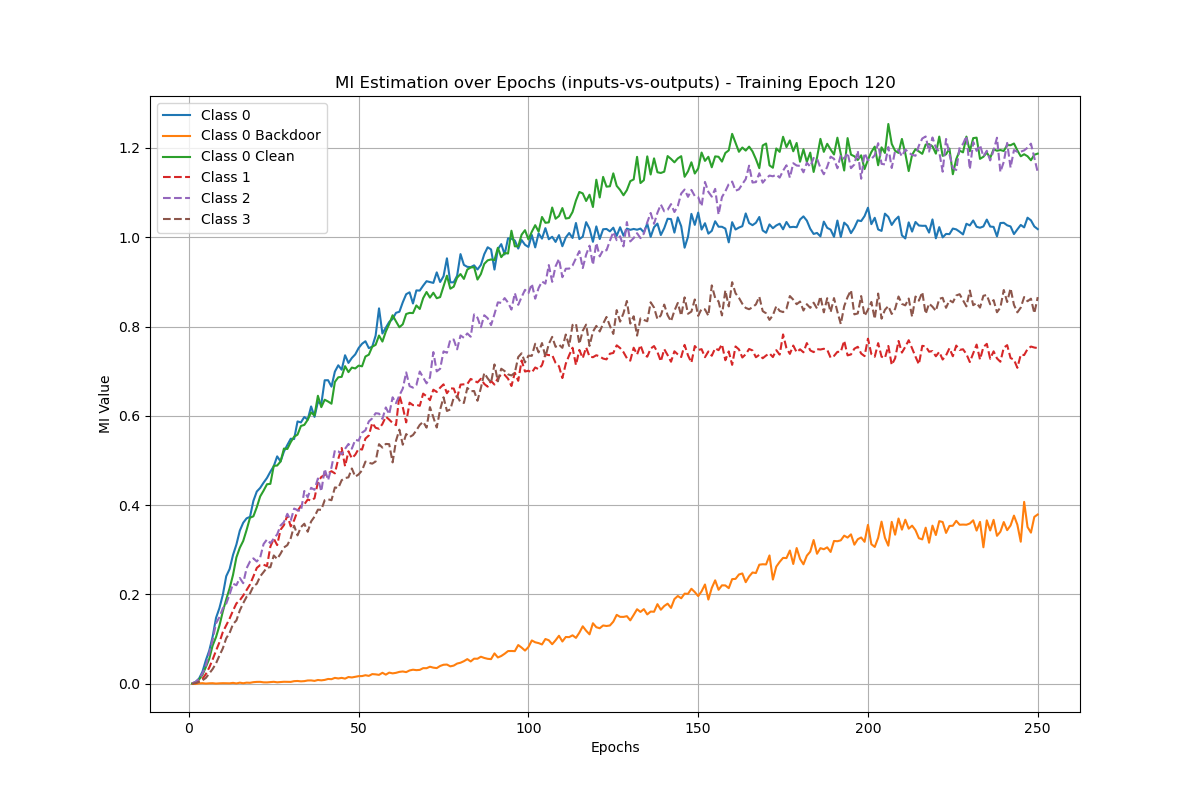 MI Estimation over Epochs (inputs-vs-outputs) - Training Epoch 120
Class 0
Class 0 Backdoor
Class 0 Clean
Class 1
Class 2
Class 3
MI Value
1.2
1.0
0.8
0.6
0.4
0.2
0.0
0 50 100 150 200 250
Epochs